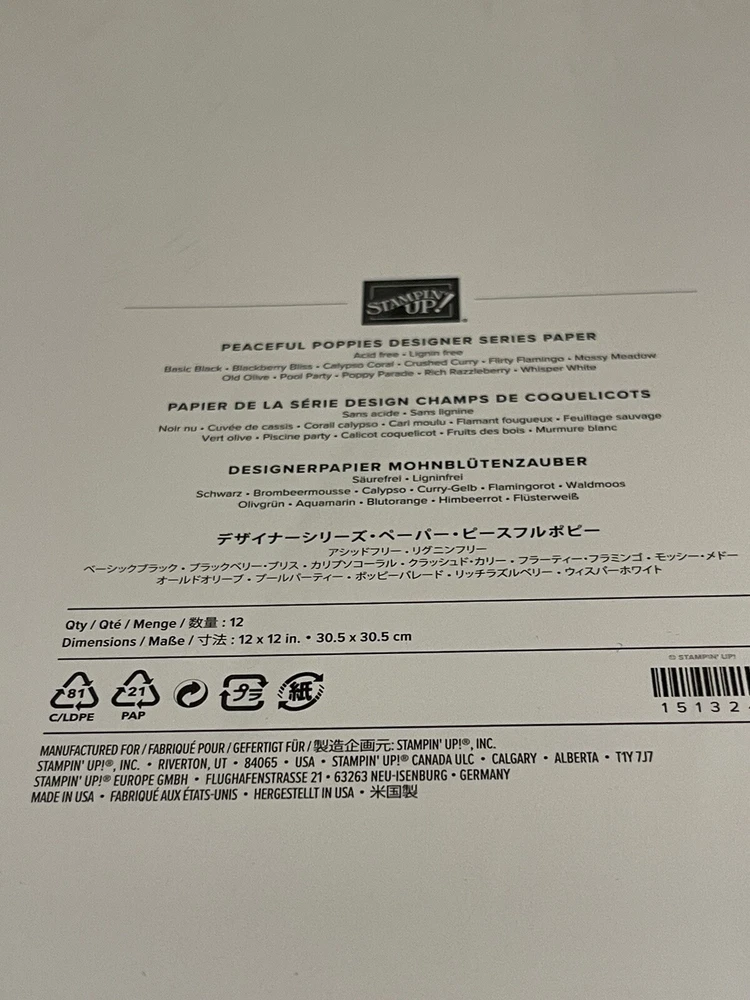 STAMPIN' UP!®
PEACEFUL POPPIES DESIGNER SERIES PAPER
Acid free • Lignin free
Basic Black • Blackberry Bliss • Calypso Coral • Crushed Curry • Flirty Flamingo • Mossy Meadow
Old Olive • Pool Party • Poppy Parade • Rich Razzleberry • Whisper White
PAPIER DE LA SÉRIE DESIGN CHAMPS DE COQUELICOTS
Sans acide • Sans lignine
Noir nu • Cuvée de cassis • Corail calypso • Cari moulu • Flamant fougueux • Feuillage sauvage
Vert olive • Piscine party • Calicot coquelicot • Fruits des bois • Murmure blanc
DESIGNERPAPIER MOHNBLÜTENZAUBER
Säurefrei • Ligninfrei
Schwarz • Brombeermousse • Calypso • Curry-Gelb • Flamingorot • Waldmoos
Olivgrün • Aquamarin • Blutorange • Himbeerrot • Flüsterweiß
デザイナーシリーズ・ペーパー・ピースフルポピー
アシッドフリー・リグニンフリー
ベーシックブラック・ブラックベリー・ブリス・カリプソコーラル・クラッシュド・カリー・フラーティー・フラミンゴ・モッシー・メドー
オールドオリーブ・プールパーティー・ポッピーパレード・リッチラズルベリー・ウィスパーホワイト
Qty / Qté / Menge / 数量 : 12
Dimensions / Maße / 寸法 : 12 x 12 in. • 30.5 x 30.5 cm
© STAMPIN' UP!
81 21 プラ 紙
C/LDPE PAP
15132
MANUFACTURED FOR / FABRIQUÉ POUR / GEFERTIGT FÜR / 製造企画元: STAMPIN' UP!®, INC.
STAMPIN' UP!®, INC. • RIVERTON, UT • 84065 • USA • STAMPIN' UP!® CANADA ULC • CALGARY • ALBERTA • T1Y 7J7
STAMPIN' UP!® EUROPE GMBH • FLUGHAFENSTRASSE 21 • 63263 NEU-ISENBURG • GERMANY
MADE IN USA • FABRIQUÉ AUX ÉTATS-UNIS • HERGESTELLT IN USA • 米国製